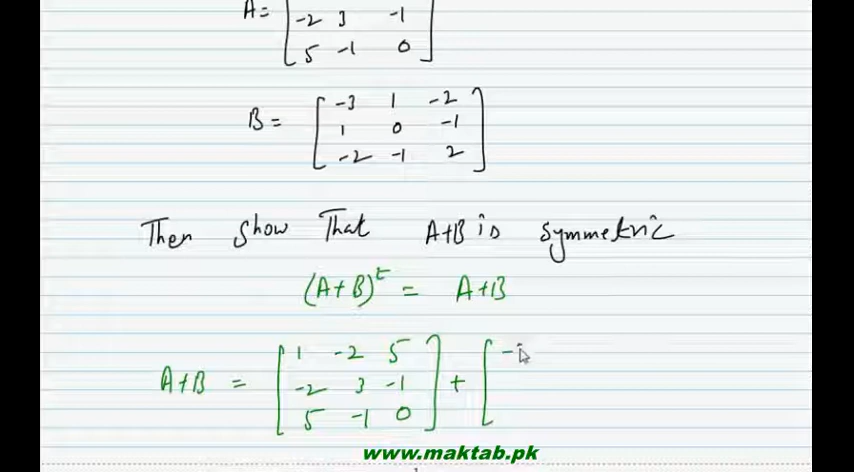 A = [ -2 3 -1
5 -1 0 ]
B = [ -3 1 -2
1 0 -1
-2 -1 2 ]
Then show That A+B is symmetric
(A+B)^t = A+B
A+B = [ 1 -2 5
-2 3 -1
5 -1 0 ] + [ -
www.maktab.pk